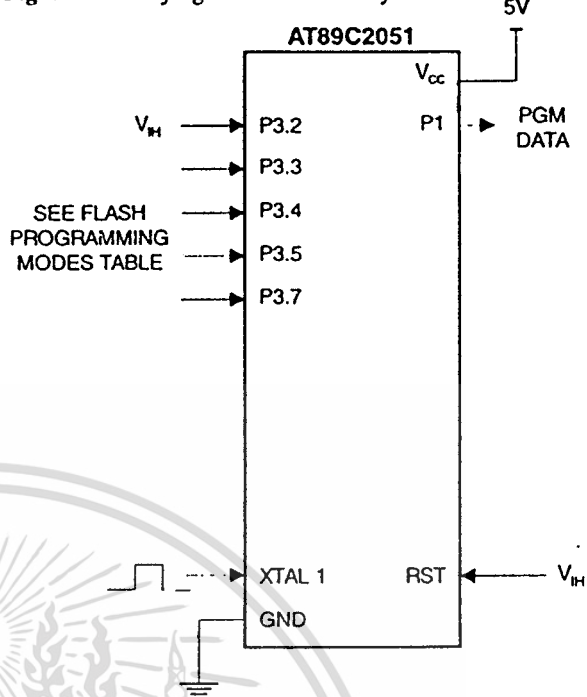 5V
AT89C2051
Vcc
VIH P3.2 P1 PGM DATA
P3.3
SEE FLASH PROGRAMMING MODES TABLE
P3.4
P3.5
P3.7
XTAL 1 RST VIH
GND